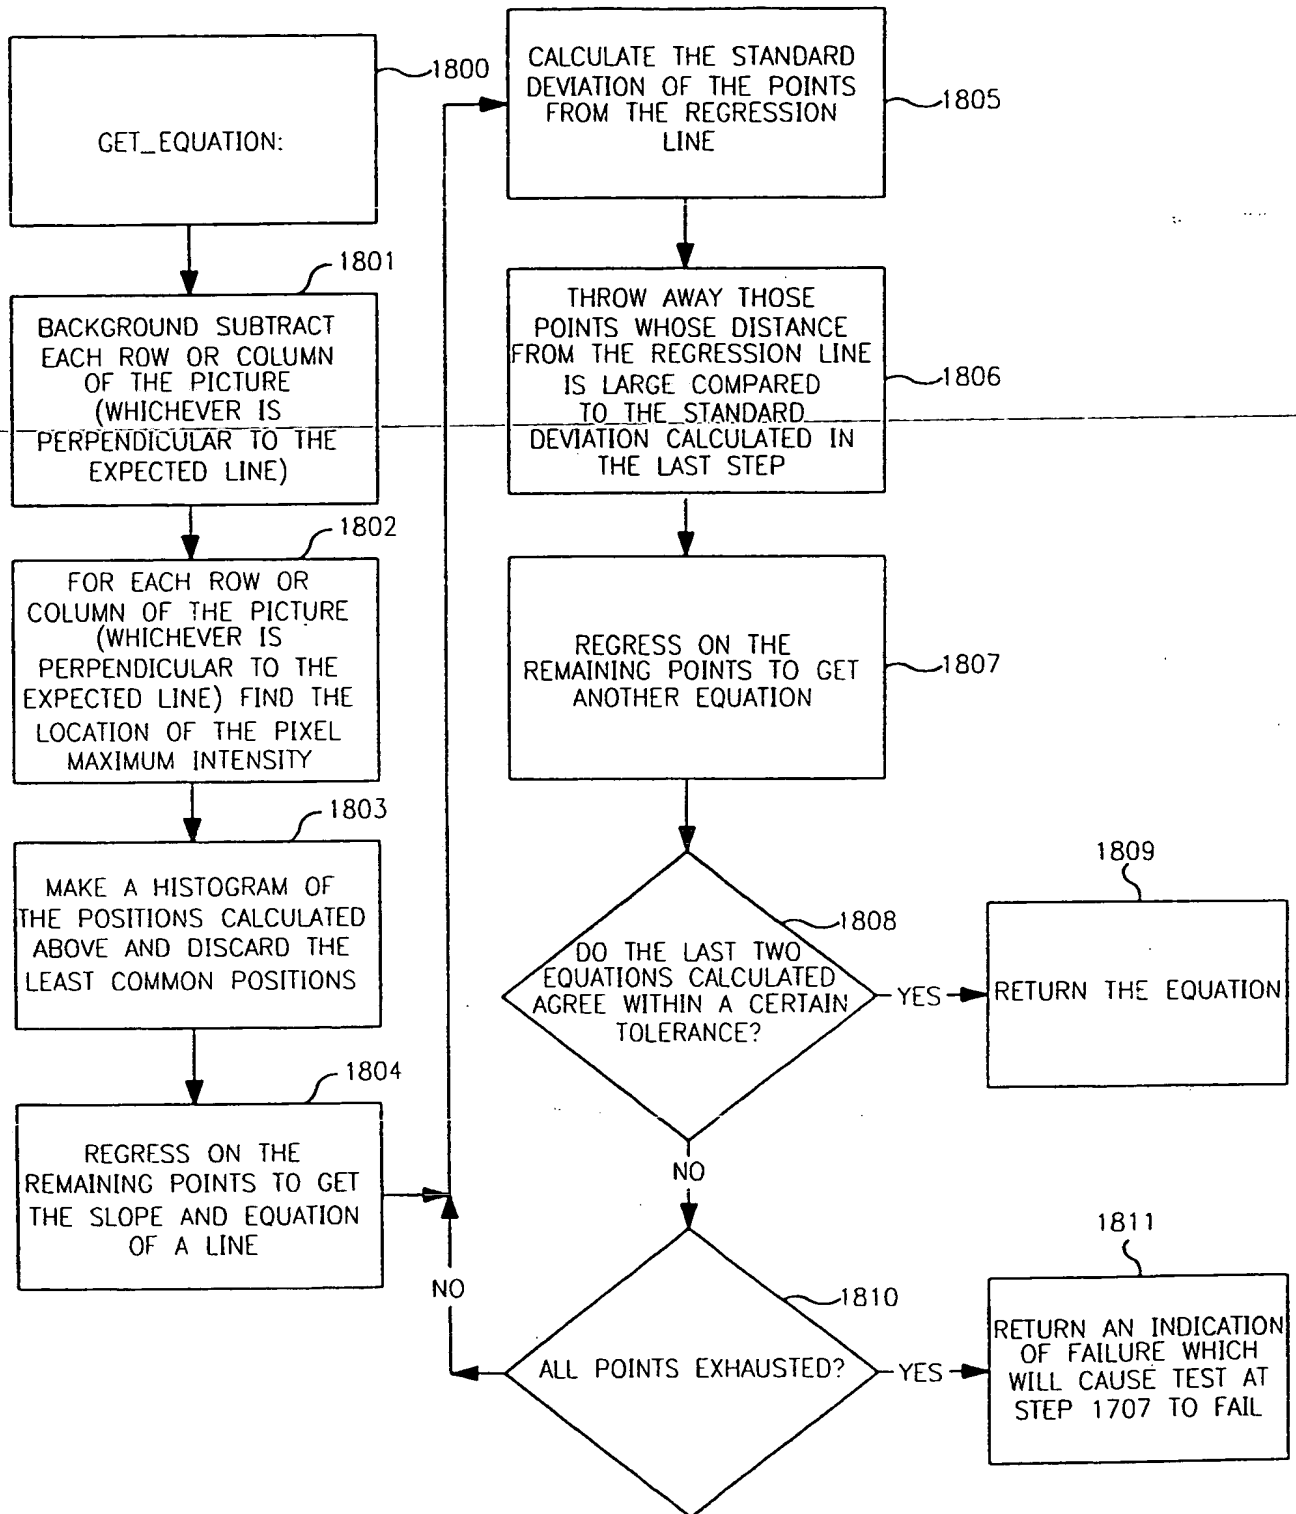 GET_EQUATION:
1800
1801
BACKGROUND SUBTRACT
EACH ROW OR COLUMN
OF THE PICTURE
(WHICHEVER IS
PERPENDICULAR TO THE
EXPECTED LINE)
1802
FOR EACH ROW OR
COLUMN OF THE PICTURE
(WHICHEVER IS
PERPENDICULAR TO THE
EXPECTED LINE) FIND THE
LOCATION OF THE PIXEL
MAXIMUM INTENSITY
1803
MAKE A HISTOGRAM OF
THE POSITIONS CALCULATED
ABOVE AND DISCARD THE
LEAST COMMON POSITIONS
1804
REGRESS ON THE
REMAINING POINTS TO GET
THE SLOPE AND EQUATION
OF A LINE
CALCULATE THE STANDARD
DEVIATION OF THE POINTS
FROM THE REGRESSION
LINE
1805
THROW AWAY THOSE
POINTS WHOSE DISTANCE
FROM THE REGRESSION LINE
IS LARGE COMPARED
TO THE STANDARD
DEVIATION CALCULATED IN
THE LAST STEP
1806
REGRESS ON THE
REMAINING POINTS TO GET
ANOTHER EQUATION
1807
1808
DO THE LAST TWO
EQUATIONS CALCULATED
AGREE WITHIN A CERTAIN
TOLERANCE?
YES
1809
RETURN THE EQUATION
NO
1810
ALL POINTS EXHAUSTED?
NO
YES
1811
RETURN AN INDICATION
OF FAILURE WHICH
WILL CAUSE TEST AT
STEP 1707 TO FAIL